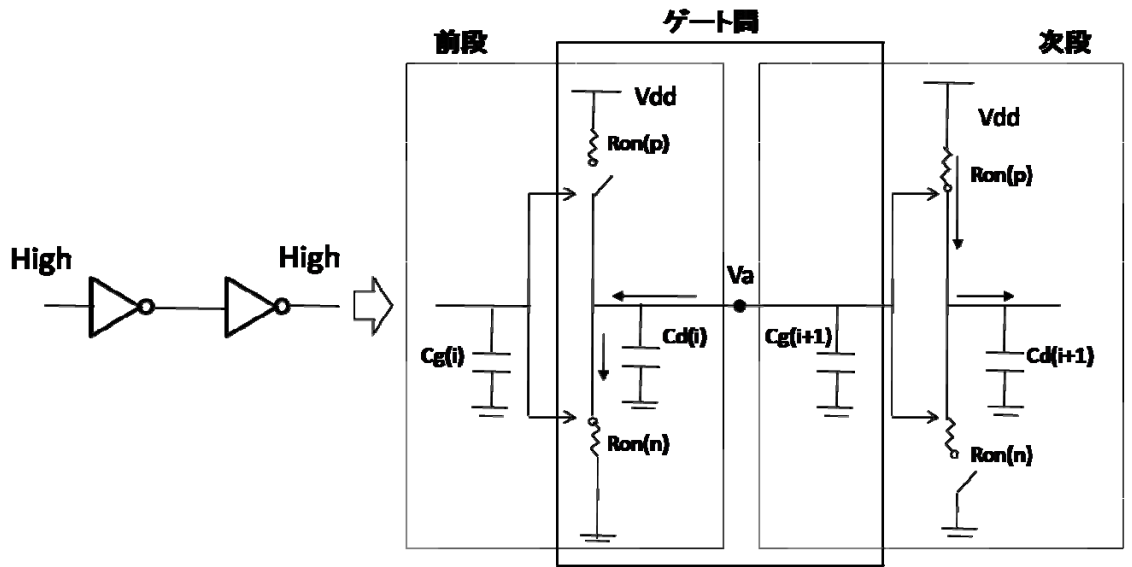 ゲート間
前段
次段
Vdd
Vdd
Ron(p)
Ron(p)
High
High
Va
Cg(i)
Cd(i)
Cg(i+1)
Cd(i+1)
Ron(n)
Ron(n)